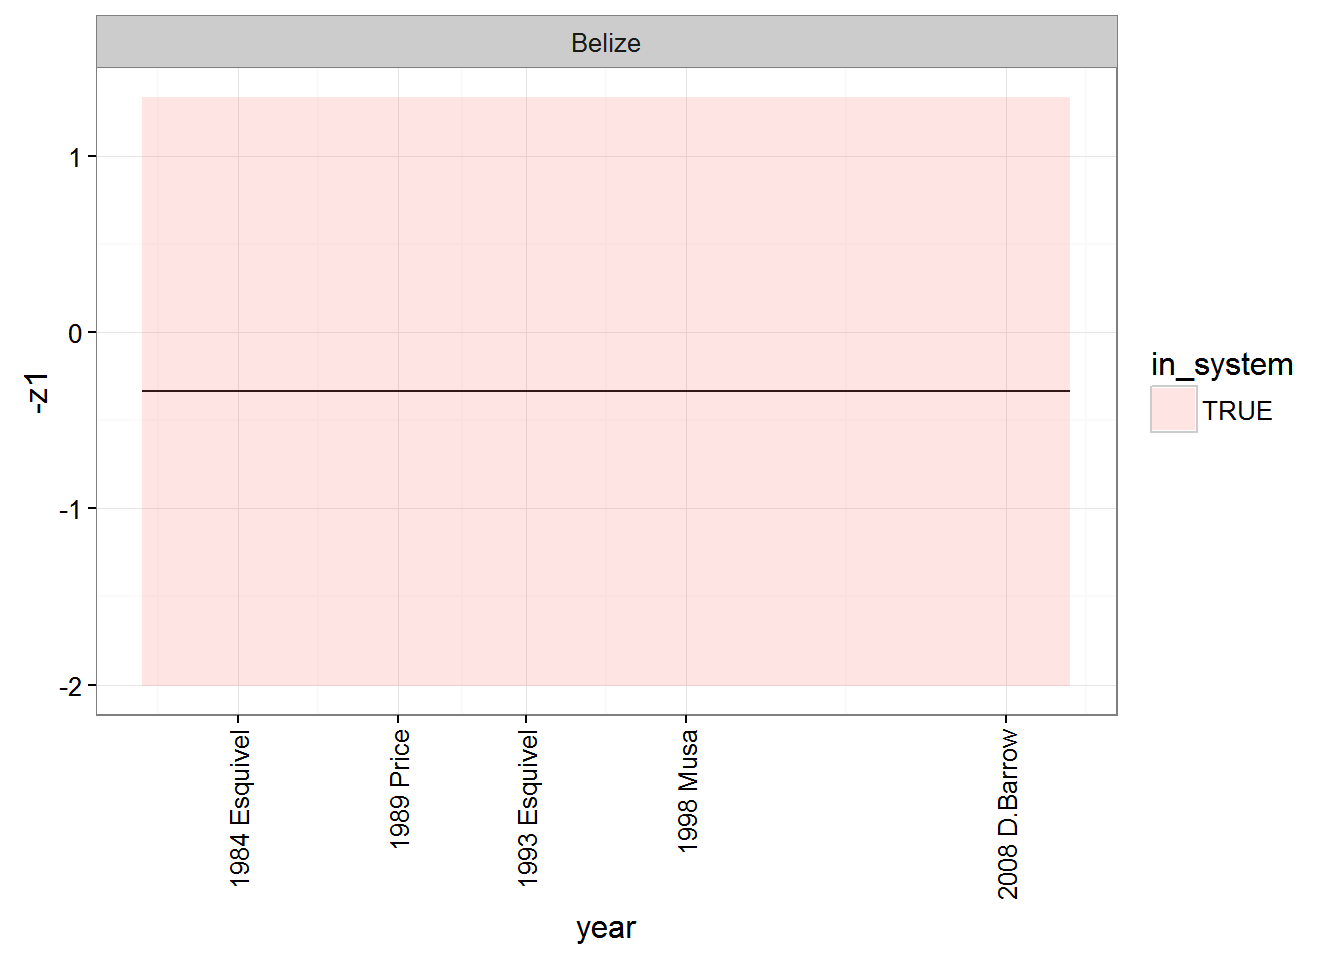 Belize
1
0
-1
-2
-z1
1984 Esquivel
1989 Price
1993 Esquivel
1998 Musa
2008 D.Barrow
year
in_system
TRUE